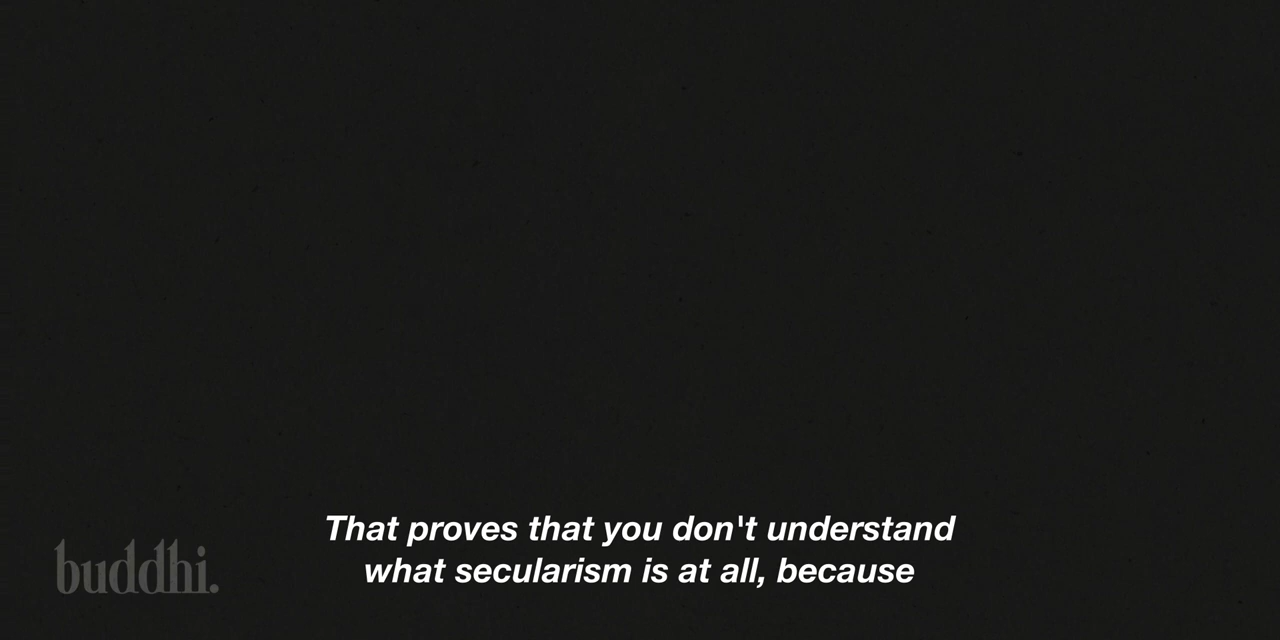 That proves that you don't understand
what secularism is at all, because
buddhi.